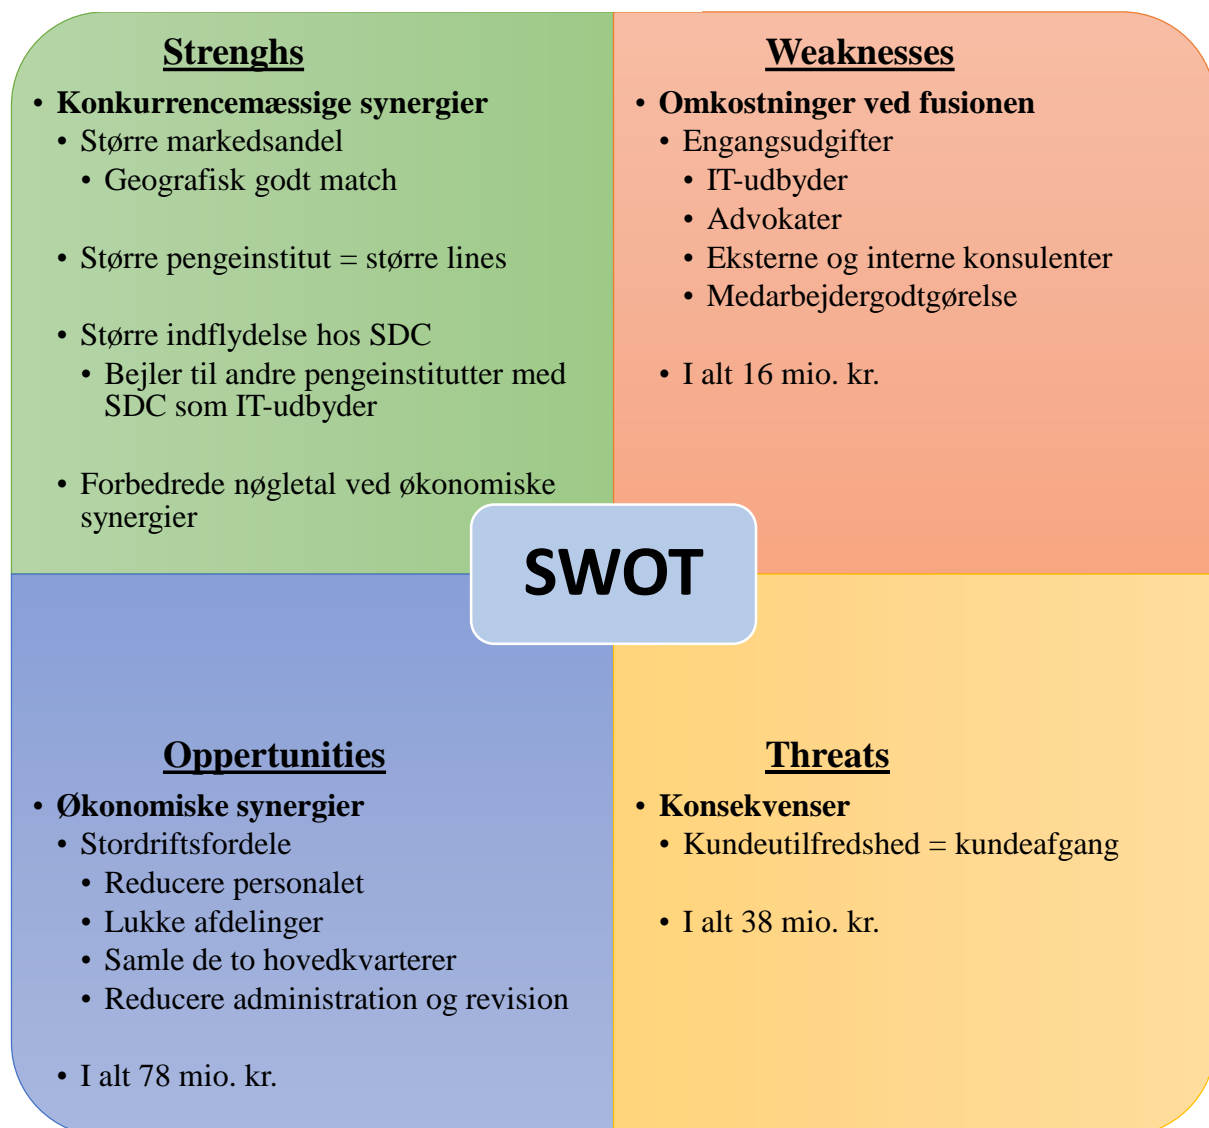 Strenghs
• Konkurrencemæssige synergier
• Større markedsandel
• Geografisk godt match
• Større pengeinstitut = større lines
• Større indflydelse hos SDC
• Bejler til andre pengeinstitutter med
SDC som IT-udbyder
• Forbedrede nøgletal ved økonomiske
synergier
Weaknesses
• Omkostninger ved fusionen
• Engangsudgifter
• IT-udbyder
• Advokater
• Eksterne og interne konsulenter
• Medarbejdergodtgørelse
• I alt 16 mio. kr.
SWOT
Oppertunities
• Økonomiske synergier
• Stordriftsfordele
• Reducere personalet
• Lukke afdelinger
• Samle de to hovedkvarterer
• Reducere administration og revision
• I alt 78 mio. kr.
Threats
• Konsekvenser
• Kundeutilfredshed = kundeafgang
• I alt 38 mio. kr.